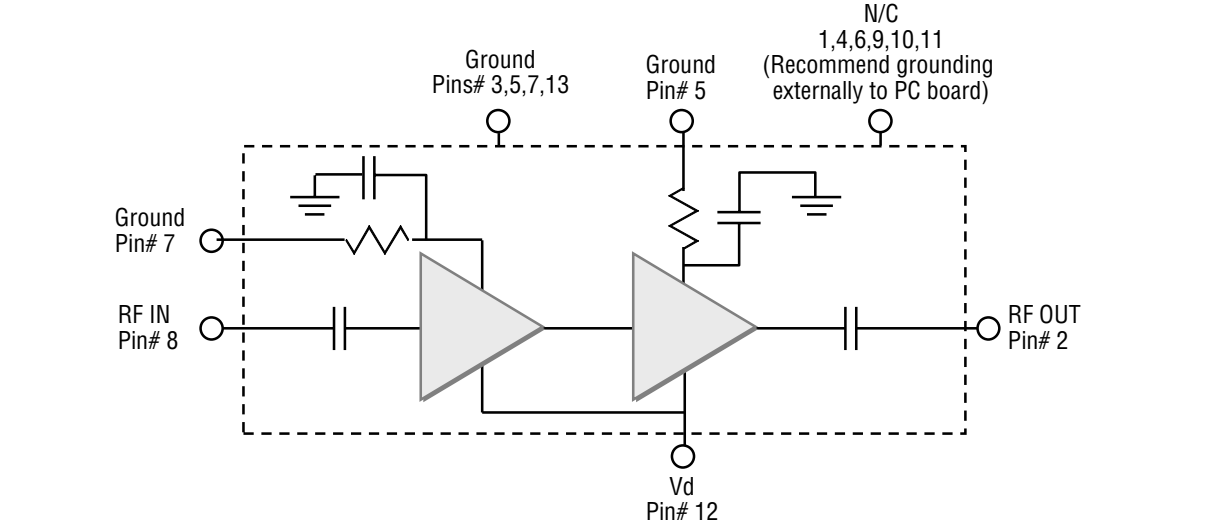 N/C
1,4,6,9,10,11
(Recommend grounding
externally to PC board)
Ground
Pins# 3,5,7,13
Ground
Pin# 5
Ground
Pin# 7
RF IN
Pin# 8
RF OUT
Pin# 2
Vd
Pin# 12